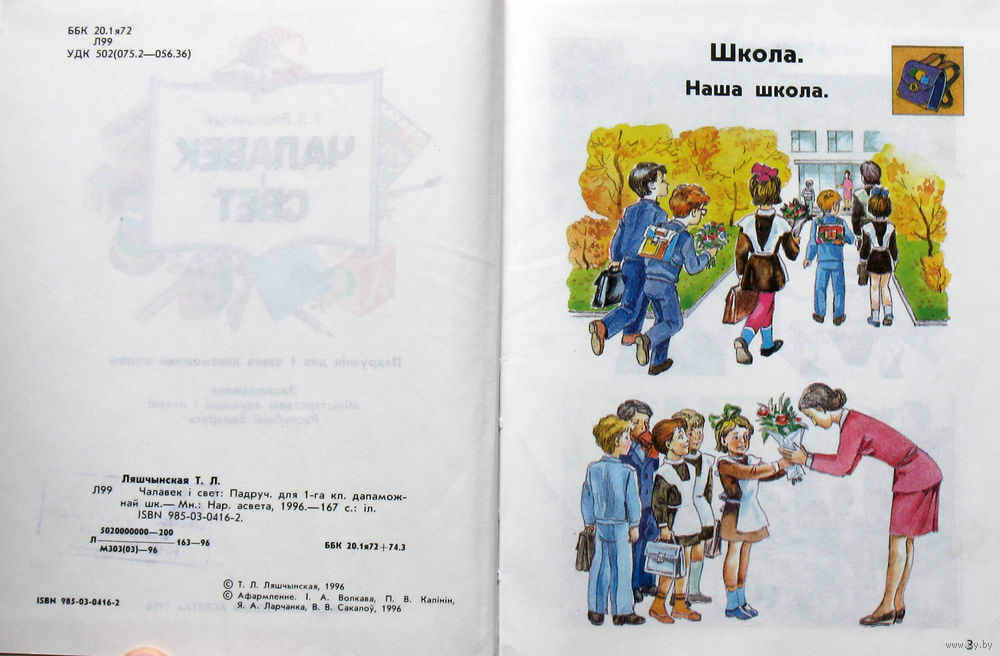 ББК 20.1я72
Л99
УДК 502(075.2—056.36)
Ляшчынская Т. Л.
Л99 Чалавек і свет: Падруч. для 1-га кл. дапамож-
най шк.— Мн.: Нар. асвета, 1996.—167 с.: іл.
ISBN 985-03-0416-2.
5020000000—200
Л 163—96
М303(03)—96
ББК 20.1я72+74.3
© Т. Л. Ляшчынская, 1996
© Афармленне. І. А. Волкава, П. В. Калінін,
Я. А. Ларчанка, В. В. Сакалоў, 1996
ISBN 985-03-0416-2
Школа.
Наша школа.
3